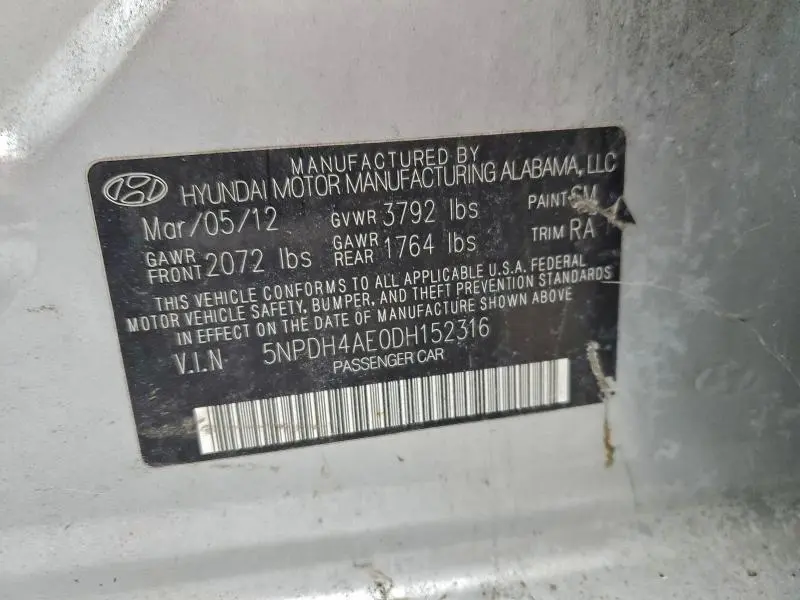 MANUFACTURED BY
HYUNDAI MOTOR MANUFACTURING ALABAMA, LLC
Mar/05/12 GVWR 3792 lbs PAINT SM
GAWR FRONT 2072 lbs GAWR REAR 1764 lbs TRIM RA
THIS VEHICLE CONFORMS TO ALL APPLICABLE U.S.A. FEDERAL
MOTOR VEHICLE SAFETY, BUMPER, AND THEFT PREVENTION STANDARDS
IN EFFECT ON THE DATE OF MANUFACTURE SHOWN ABOVE
V.I.N 5NPDH4AE0DH152316
PASSENGER CAR